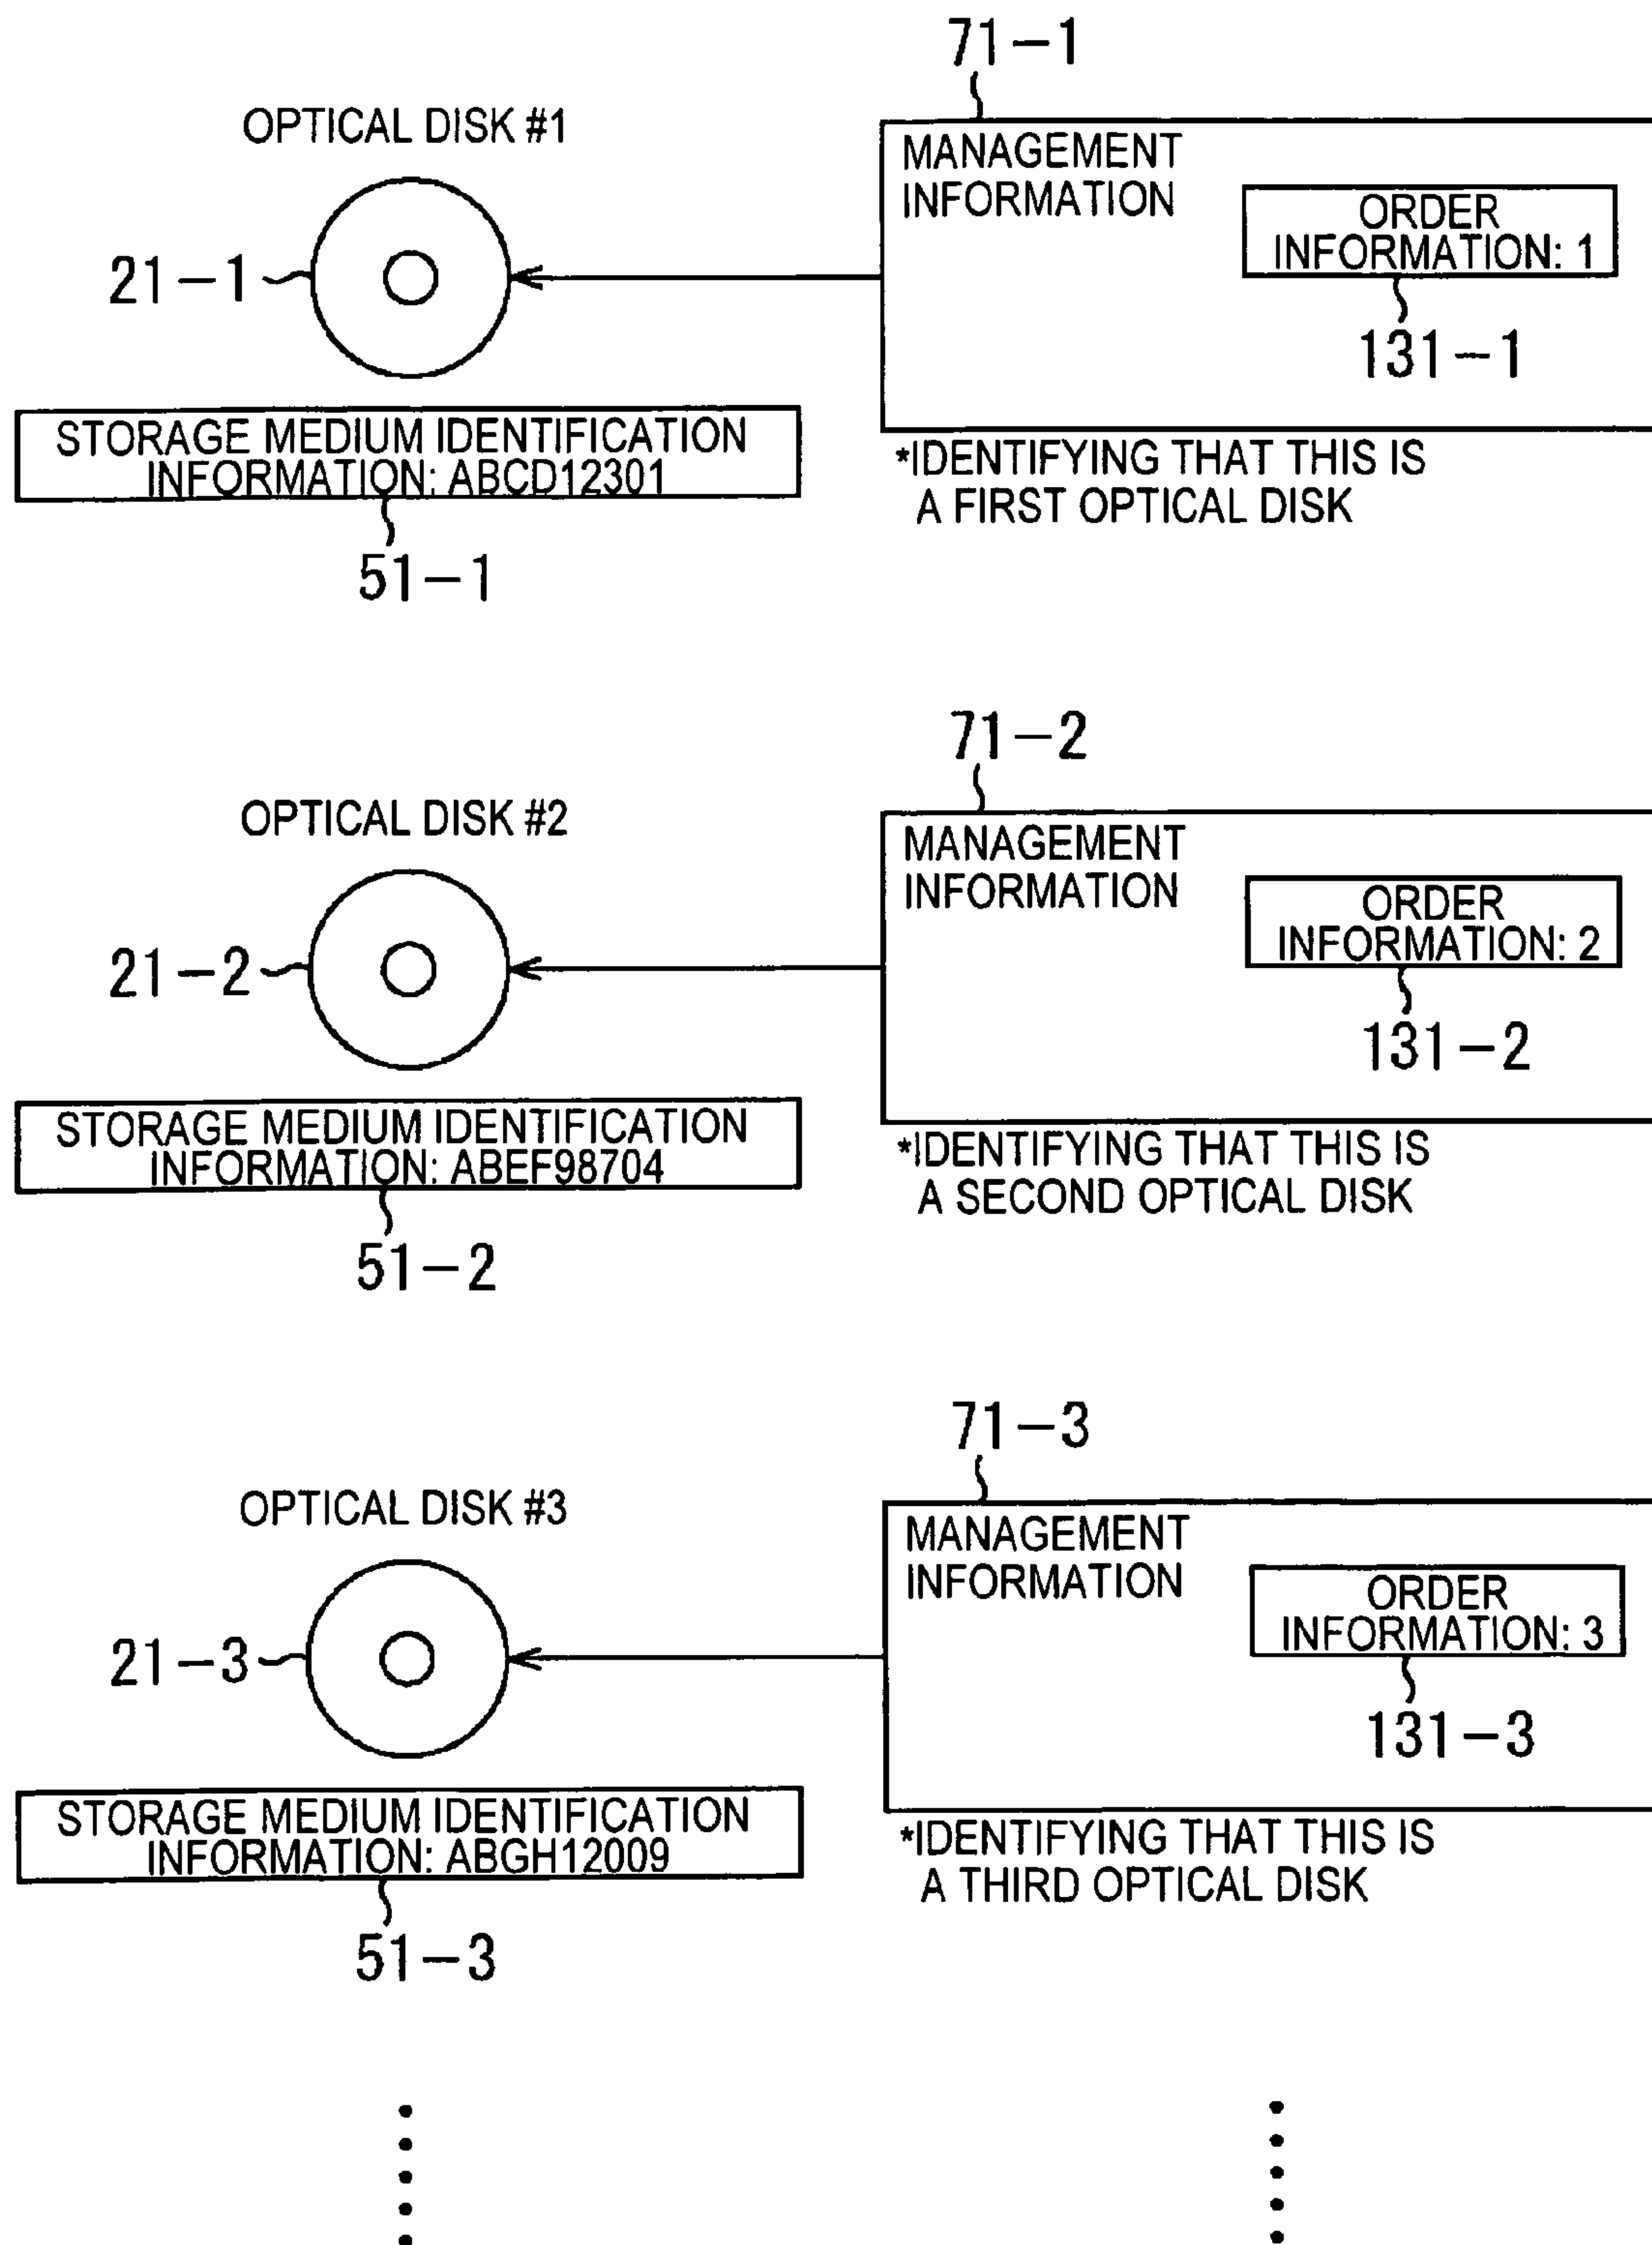 71-1
OPTICAL DISK #1
MANAGEMENT
INFORMATION
ORDER
INFORMATION: 1
21-1
131-1
STORAGE MEDIUM IDENTIFICATION
INFORMATION: ABCD12301
*IDENTIFYING THAT THIS IS
A FIRST OPTICAL DISK
51-1
71-2
OPTICAL DISK #2
MANAGEMENT
INFORMATION
ORDER
INFORMATION: 2
21-2
131-2
STORAGE MEDIUM IDENTIFICATION
INFORMATION: ABEF98704
*IDENTIFYING THAT THIS IS
A SECOND OPTICAL DISK
51-2
71-3
OPTICAL DISK #3
MANAGEMENT
INFORMATION
ORDER
INFORMATION: 3
21-3
131-3
STORAGE MEDIUM IDENTIFICATION
INFORMATION: ABGH12009
*IDENTIFYING THAT THIS IS
A THIRD OPTICAL DISK
51-3